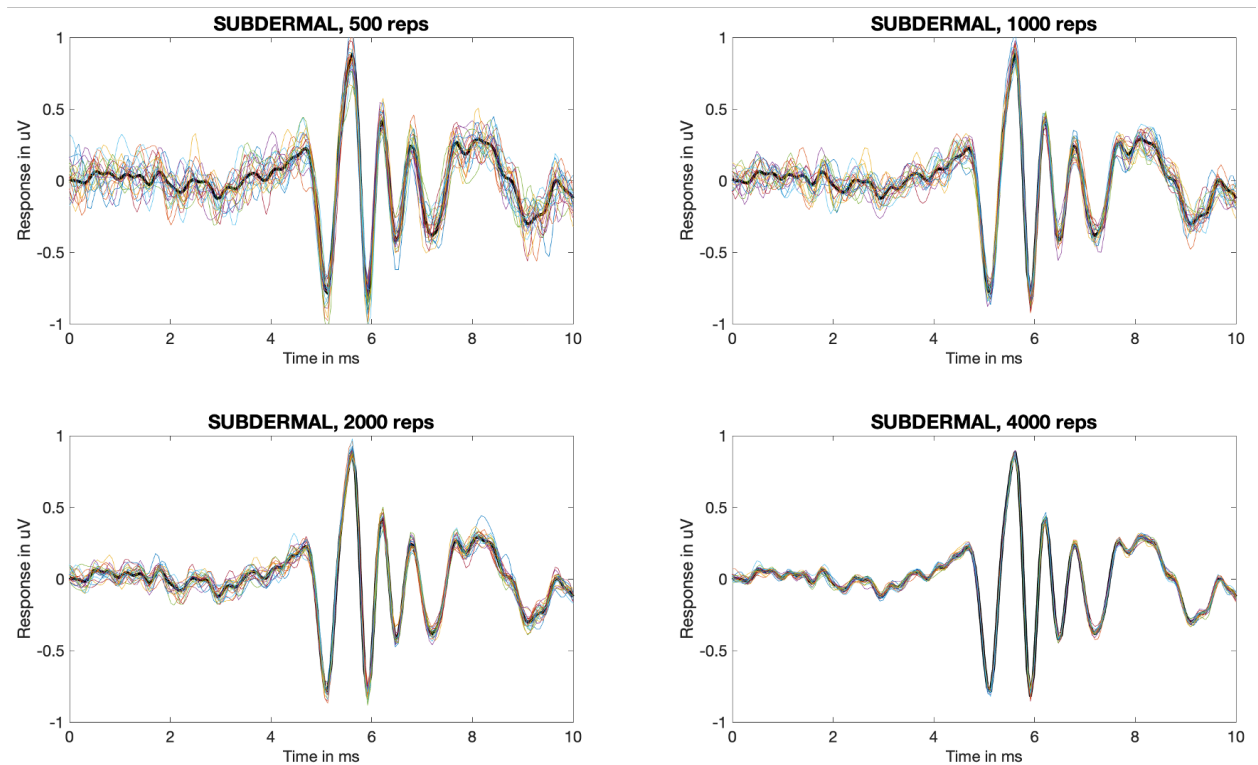 SUBDERMAL, 500 reps
1
0.5
0
-0.5
-1
Response in uV
0 2 4 6 8 10
Time in ms
SUBDERMAL, 1000 reps
1
0.5
0
-0.5
-1
Response in uV
0 2 4 6 8 10
Time in ms
SUBDERMAL, 2000 reps
1
0.5
0
-0.5
-1
Response in uV
0 2 4 6 8 10
Time in ms
SUBDERMAL, 4000 reps
1
0.5
0
-0.5
-1
Response in uV
0 2 4 6 8 10
Time in ms